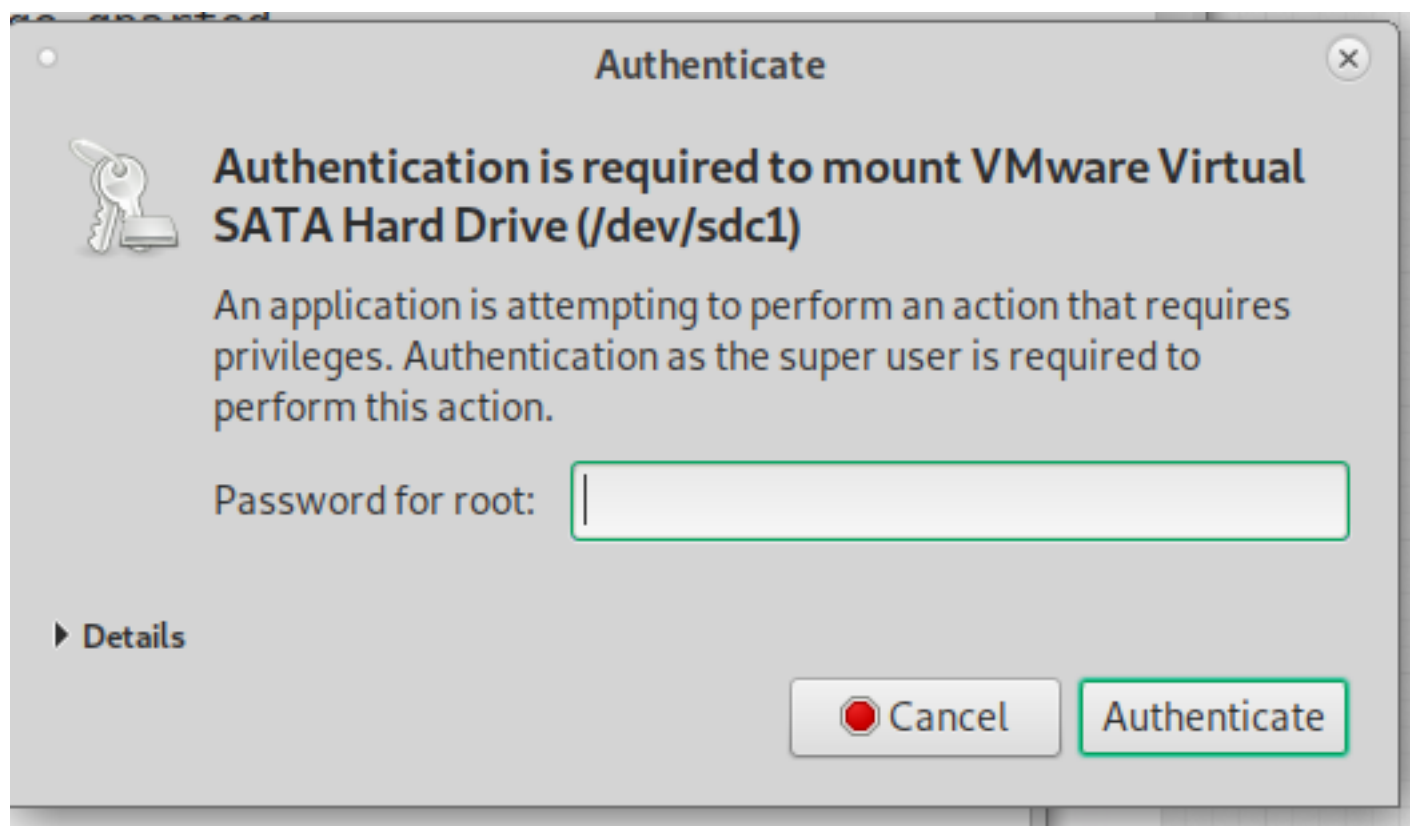 Authenticate
Authentication is required to mount VMware Virtual
SATA Hard Drive (/dev/sdc1)
An application is attempting to perform an action that requires
privileges. Authentication as the super user is required to
perform this action.
Password for root:
Details
Cancel
Authenticate